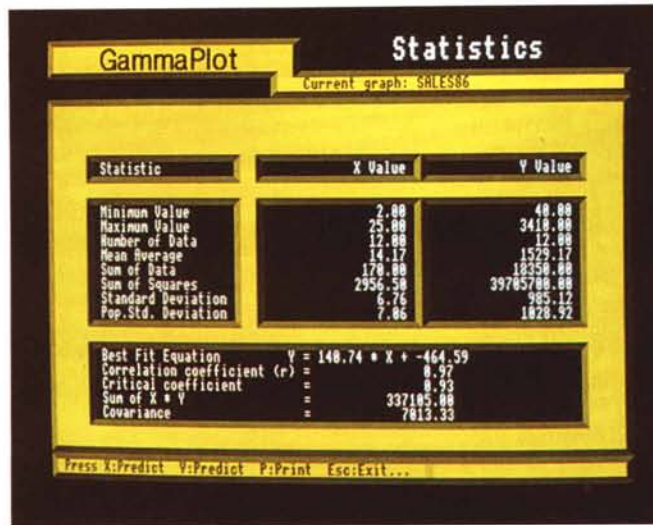 GammaPlot
Statistics
Current graph: SALES86
Statistic X Value Y Value
Minimum Value 2.00 40.00
Maximum Value 25.00 3410.00
Number of Data 12.00 12.00
Mean Average 14.17 1529.17
Sum of Data 170.00 18350.00
Sum of Squares 2956.50 39705700.00
Standard Deviation 6.76 985.12
Pop.Std. Deviation 7.06 1028.92
Best Fit Equation Y = 140.74 * X + -464.59
Correlation coefficient (r) = 0.97
Critical coefficient = 0.93
Sum of X * Y = 337105.00
Covariance = 7013.33
Press X:Predict Y:Predict P:Print Esc:Exit...